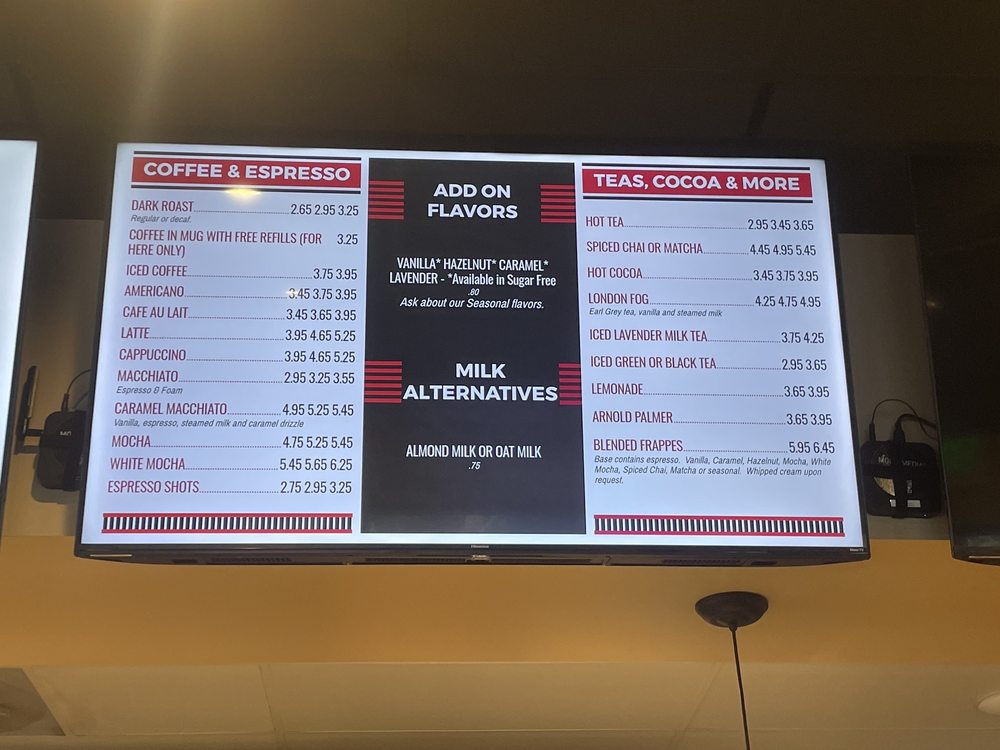 COFFEE & ESPRESSO
DARK ROAST 2.65 2.95 3.25
Regular or decaf.
COFFEE IN MUG WITH FREE REFILLS (FOR 3.25
HERE ONLY)
ICED COFFEE 3.75 3.95
AMERICANO 3.45 3.75 3.95
CAFE AU LAIT 3.45 3.65 3.95
LATTE 3.95 4.65 5.25
CAPPUCCINO 3.95 4.65 5.25
MACCHIATO 2.95 3.25 3.55
Espresso & Foam
CARAMEL MACCHIATO 4.95 5.25 5.45
Vanilla, espresso, steamed milk and caramel drizzle
MOCHA 4.75 5.25 5.45
WHITE MOCHA 5.45 5.65 6.25
ESPRESSO SHOTS 2.75 2.95 3.25
ADD ON
FLAVORS
VANILLA* HAZELNUT* CARAMEL*
LAVENDER - *Available in Sugar Free
.80
Ask about our Seasonal flavors.
MILK
ALTERNATIVES
ALMOND MILK OR OAT MILK
.75
TEAS, COCOA & MORE
HOT TEA 2.95 3.45 3.65
SPICED CHAI OR MATCHA 4.45 4.95 5.45
HOT COCOA 3.45 3.75 3.95
LONDON FOG 4.25 4.75 4.95
Earl Grey tea, vanilla and steamed milk
ICED LAVENDER MILK TEA 3.75 4.25
ICED GREEN OR BLACK TEA 2.95 3.65
LEMONADE 3.65 3.95
ARNOLD PALMER 3.65 3.95
BLENDED FRAPPES 5.95 6.45
Base contains espresso. Vanilla, Caramel, Hazelnut, Mocha, White
Mocha, Spiced Chai, Matcha or seasonal. Whipped cream upon
request.
Hisense